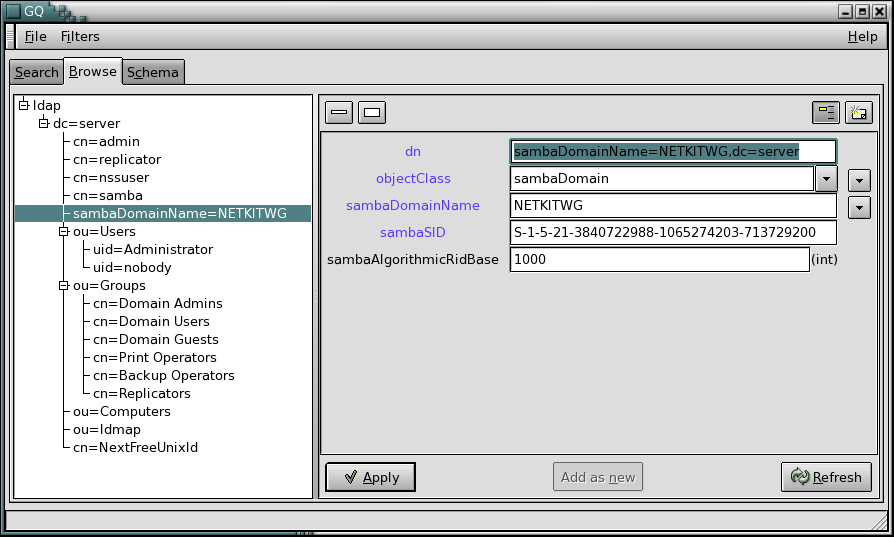 GQ
File Filters Help
Search Browse Schema
ldap
dc=server
cn=admin
cn=replicator
cn=nssuser
cn=samba
sambaDomainName=NETKITWG
ou=Users
uid=Administrator
uid=nobody
ou=Groups
cn=Domain Admins
cn=Domain Users
cn=Domain Guests
cn=Print Operators
cn=Backup Operators
cn=Replicators
ou=Computers
ou=Idmap
cn=NextFreeUnixId
dn sambaDomainName=NETKITWG,dc=server
objectClass sambaDomain
sambaDomainName NETKITWG
sambaSID S-1-5-21-3840722988-1065274203-713729200
sambaAlgorithmicRidBase 1000 (int)
Apply Add as new Refresh